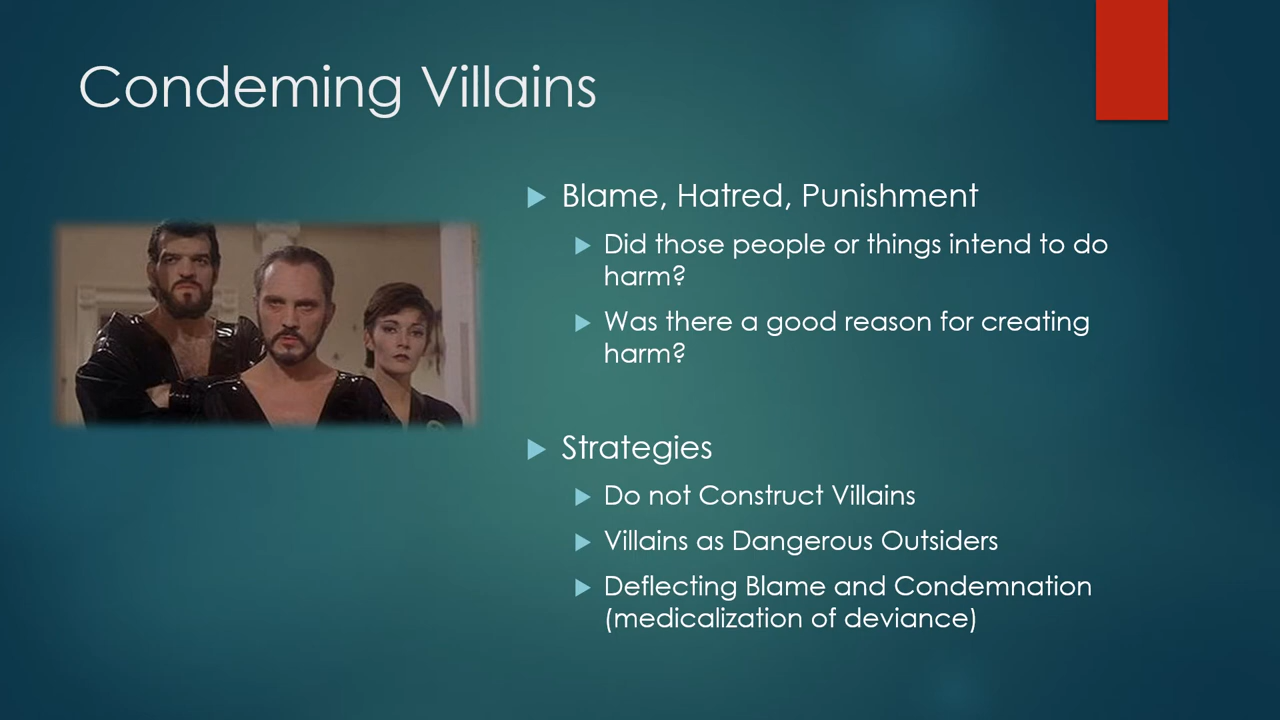 Condeming Villains
Blame, Hatred, Punishment
Did those people or things intend to do
harm?
Was there a good reason for creating
harm?
Strategies
Do not Construct Villains
Villains as Dangerous Outsiders
Deflecting Blame and Condemnation
(medicalization of deviance)